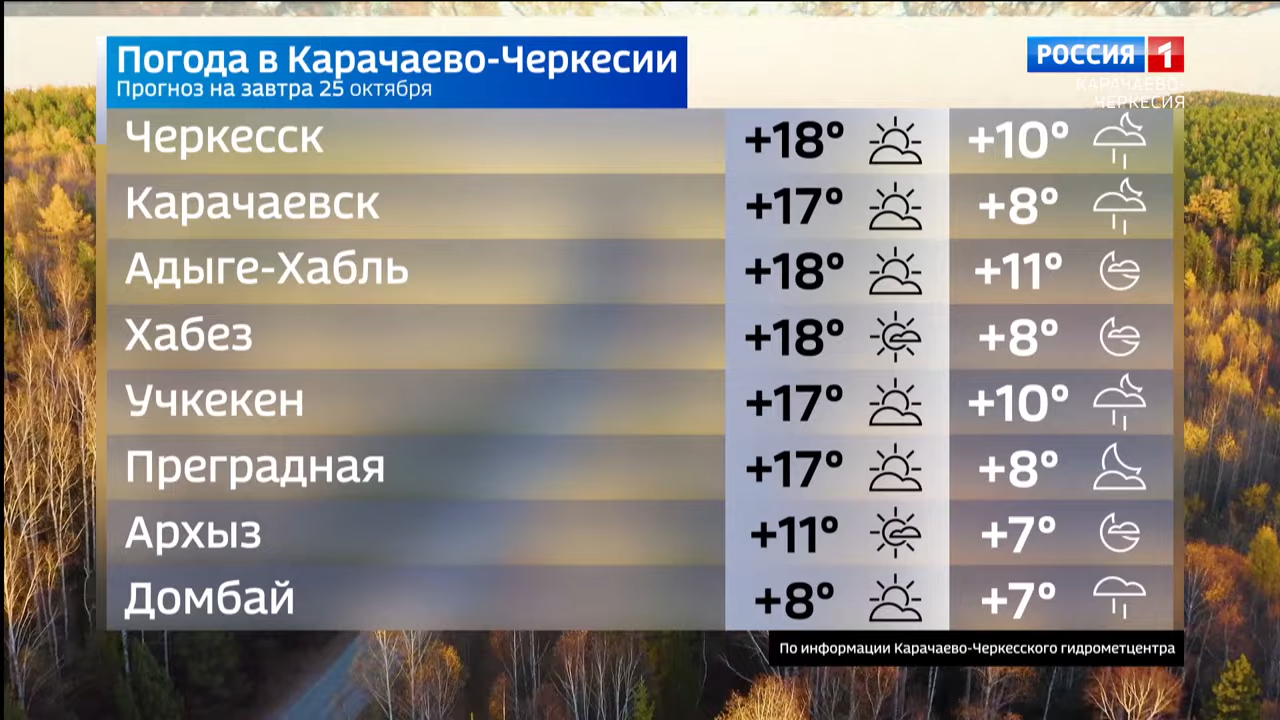 Погода в Карачаево-Черкесии
Прогноз на завтра 25 октября
РОССИЯ 1
КАРАЧАЕВО-
ЧЕРКЕСИЯ
Черкесск +18° +10°
Карачаевск +17° +8°
Адыге-Хабль +18° +11°
Хабез +18° +8°
Учкекен +17° +10°
Преградная +17° +8°
Архыз +11° +7°
Домбай +8° +7°
По информации Карачаево-Черкесского гидрометцентра